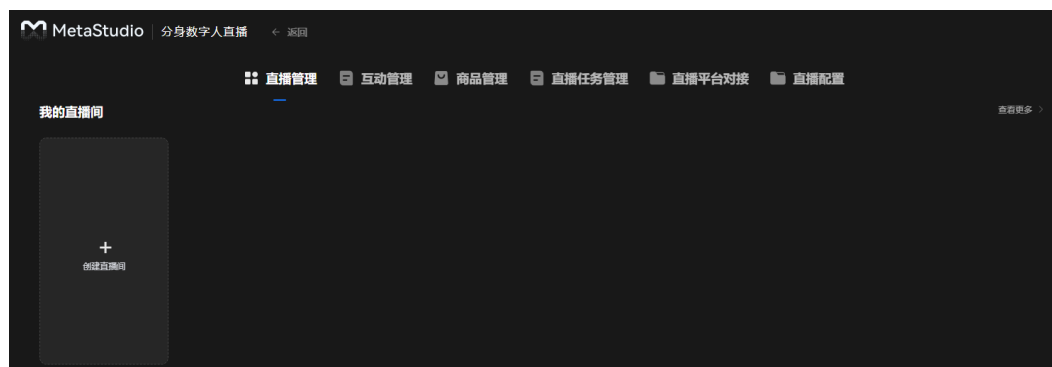 MetaStudio 分身数字人直播 ← 返回
直播管理 互动管理 商品管理 直播任务管理 直播平台对接 直播配置
我的直播间 查看更多 >
+
创建直播间